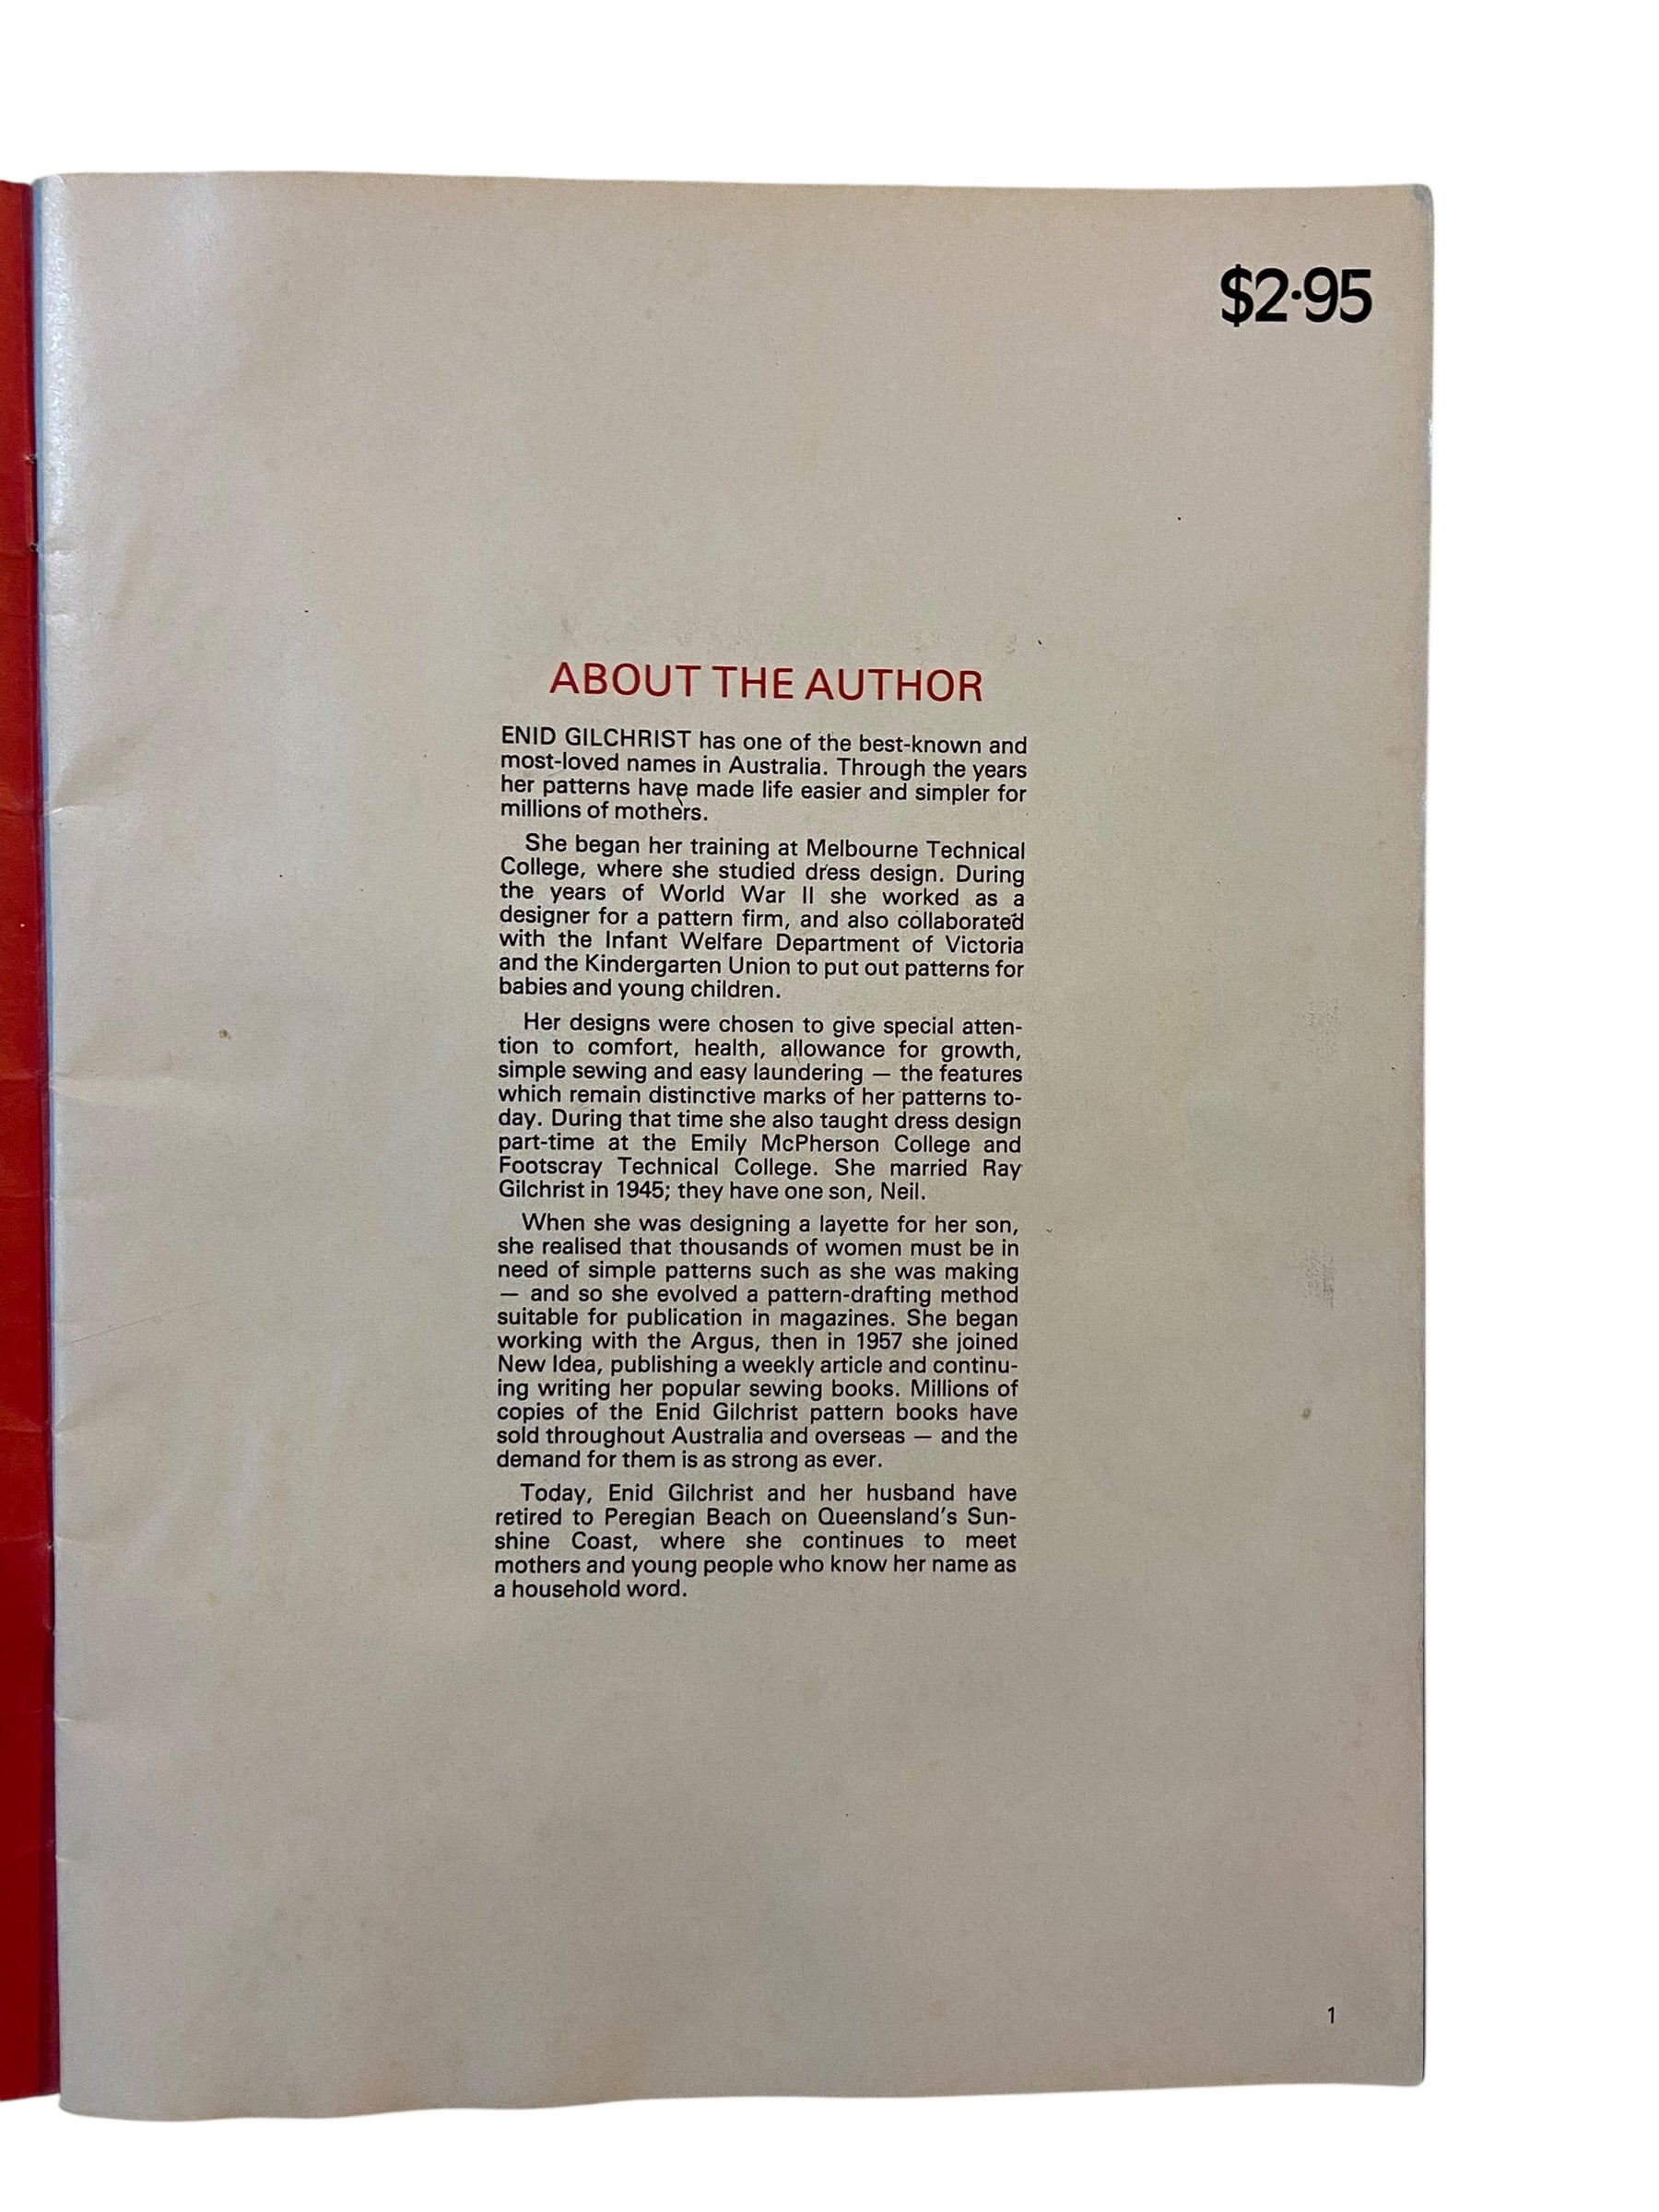 $2·95
ABOUT THE AUTHOR
ENID GILCHRIST has one of the best-known and
most-loved names in Australia. Through the years
her patterns have made life easier and simpler for
millions of mothers.
She began her training at Melbourne Technical
College, where she studied dress design. During
the years of World War II she worked as a
designer for a pattern firm, and also collaborated
with the Infant Welfare Department of Victoria
and the Kindergarten Union to put out patterns for
babies and young children.
Her designs were chosen to give special atten-
tion to comfort, health, allowance for growth,
simple sewing and easy laundering — the features
which remain distinctive marks of her patterns to-
day. During that time she also taught dress design
part-time at the Emily McPherson College and
Footscray Technical College. She married Ray
Gilchrist in 1945; they have one son, Neil.
When she was designing a layette for her son,
she realised that thousands of women must be in
need of simple patterns such as she was making
— and so she evolved a pattern-drafting method
suitable for publication in magazines. She began
working with the Argus, then in 1957 she joined
New Idea, publishing a weekly article and continu-
ing writing her popular sewing books. Millions of
copies of the Enid Gilchrist pattern books have
sold throughout Australia and overseas — and the
demand for them is as strong as ever.
Today, Enid Gilchrist and her husband have
retired to Peregian Beach on Queensland's Sun-
shine Coast, where she continues to meet
mothers and young people who know her name as
a household word.
1